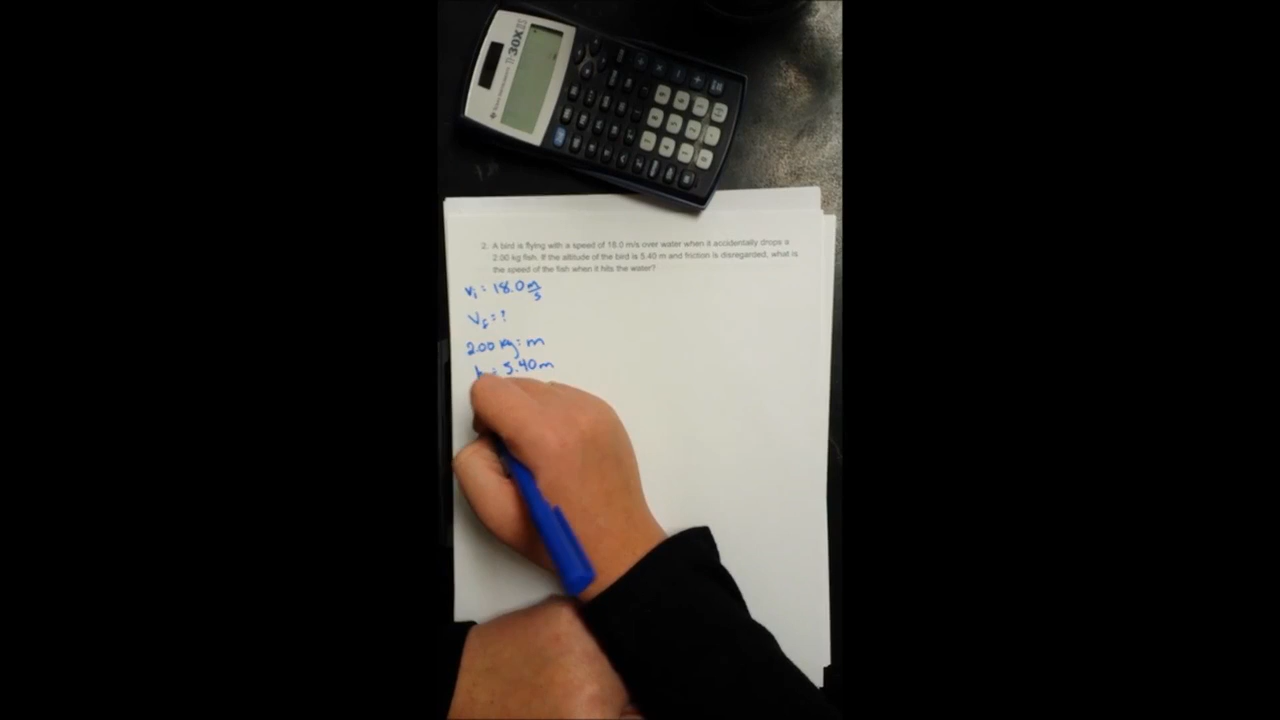 TI-30X IIS
2. A bird is flying with a speed of 18.0 m/s over water when it accidentally drops a
2.00 kg fish. If the altitude of the bird is 5.40 m and friction is disregarded, what is
the speed of the fish when it hits the water?
vi = 18.0 m/s
Vf = ?
2.00 kg = m
h = 5.40 m